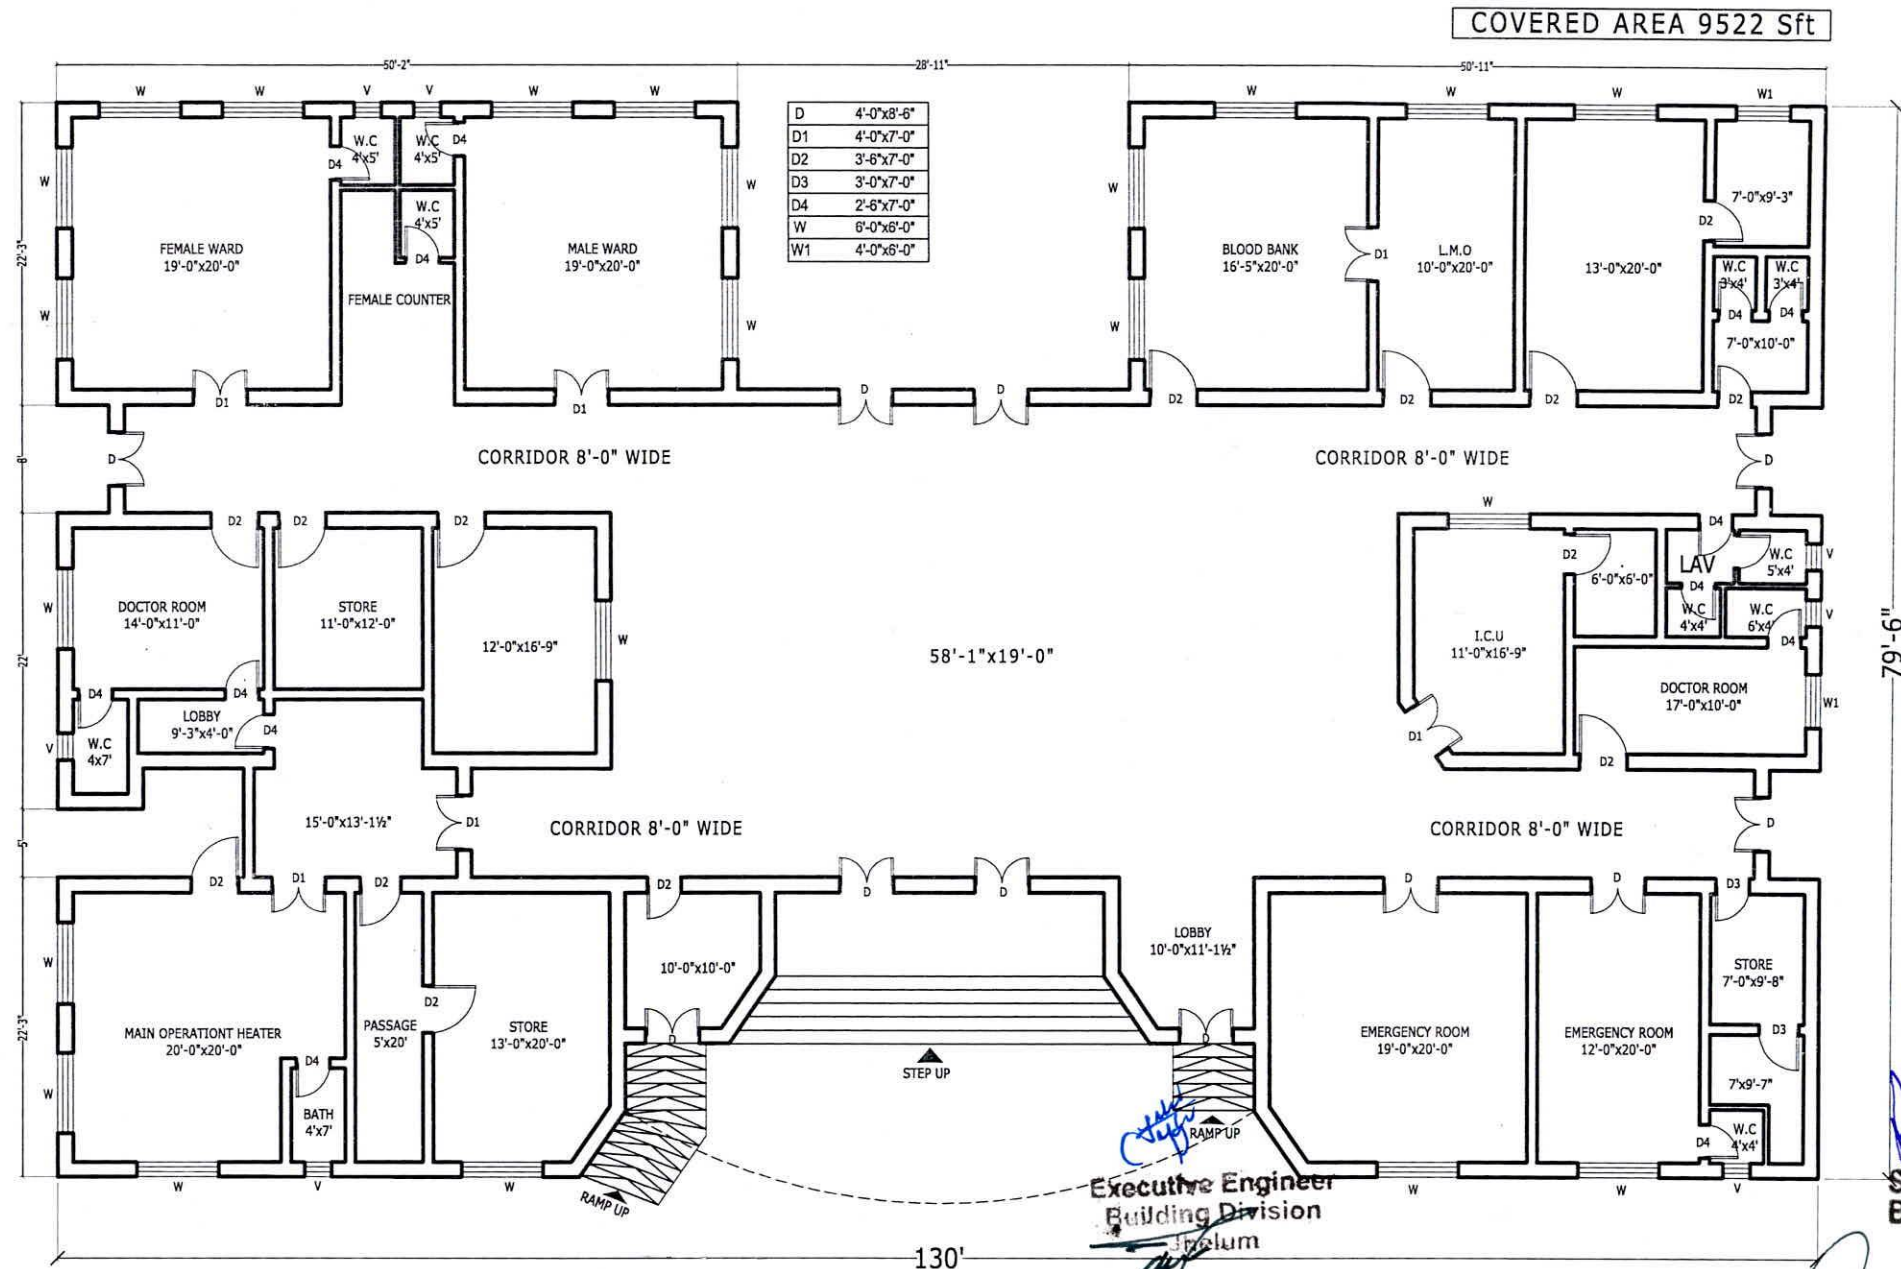 COVERED AREA 9522 Sft
50'-2"
28'-11"
50'-11"
W W V V W W
W W W W1
D 4'-0"x8'-6"
D1 4'-0"x7'-0"
D2 3'-6"x7'-0"
D3 3'-0"x7'-0"
D4 2'-6"x7'-0"
W 6'-0"x6'-0"
W1 4'-0"x6'-0"
22'-3"
W
W
FEMALE WARD
19'-0"x20'-0"
D4
W.C
4'x5'
W.C
4'x5'
D4
W.C
4'x5'
D4
FEMALE COUNTER
MALE WARD
19'-0"x20'-0"
W
W
W
W
BLOOD BANK
16'-5"x20'-0"
D1
L.M.O
10'-0"x20'-0"
13'-0"x20'-0"
D2
7'-0"x9'-3"
W.C
3'x4'
W.C
3'x4'
D4
D4
7'-0"x10'-0"
D1
D1
D
D
D2
D2
D2
D2
8'
D
CORRIDOR 8'-0" WIDE
CORRIDOR 8'-0" WIDE
D
22'
D2
D2
D2
W
DOCTOR ROOM
14'-0"x11'-0"
STORE
11'-0"x12'-0"
12'-0"x16'-9"
W
D4
D4
LOBBY
9'-3"x4'-0"
D4
W.C
4x7'
V
58'-1"x19'-0"
W
D4
D2
6'-0"x6'-0"
LAV
D4
W.C
5'x4'
V
W.C
4'x4'
W.C
6'x4'
V
D4
I.C.U
11'-0"x16'-9"
DOCTOR ROOM
17'-0"x10'-0"
W1
D1
D2
79'-6"
5'
15'-0"x13'-1½"
D1
CORRIDOR 8'-0" WIDE
CORRIDOR 8'-0" WIDE
D
D2
D1
D2
D2
D
D
D
D
D3
22'-3"
W
W
MAIN OPERATIONT HEATER
20'-0"x20'-0"
D4
BATH
4'x7'
PASSAGE
5'x20'
D2
STORE
13'-0"x20'-0"
10'-0"x10'-0"
D
STEP UP
LOBBY
10'-0"x11'-1½"
D
RAMP UP
EMERGENCY ROOM
19'-0"x20'-0"
EMERGENCY ROOM
12'-0"x20'-0"
STORE
7'-0"x9'-8"
D3
7'x9'-7"
W.C
4'x4'
D4
W
V
W
RAMP UP
W
W
V
Executive Engineer
Building Division
Jhelum
130'